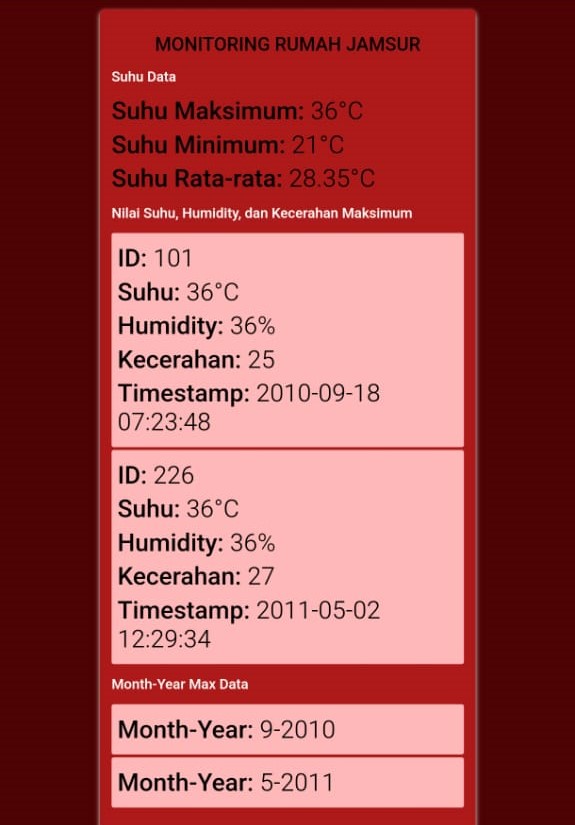 MONITORING RUMAH JAMSUR
Suhu Data
Suhu Maksimum: 36°C
Suhu Minimum: 21°C
Suhu Rata-rata: 28.35°C
Nilai Suhu, Humidity, dan Kecerahan Maksimum
ID: 101
Suhu: 36°C
Humidity: 36%
Kecerahan: 25
Timestamp: 2010-09-18
07:23:48
ID: 226
Suhu: 36°C
Humidity: 36%
Kecerahan: 27
Timestamp: 2011-05-02
12:29:34
Month-Year Max Data
Month-Year: 9-2010
Month-Year: 5-2011